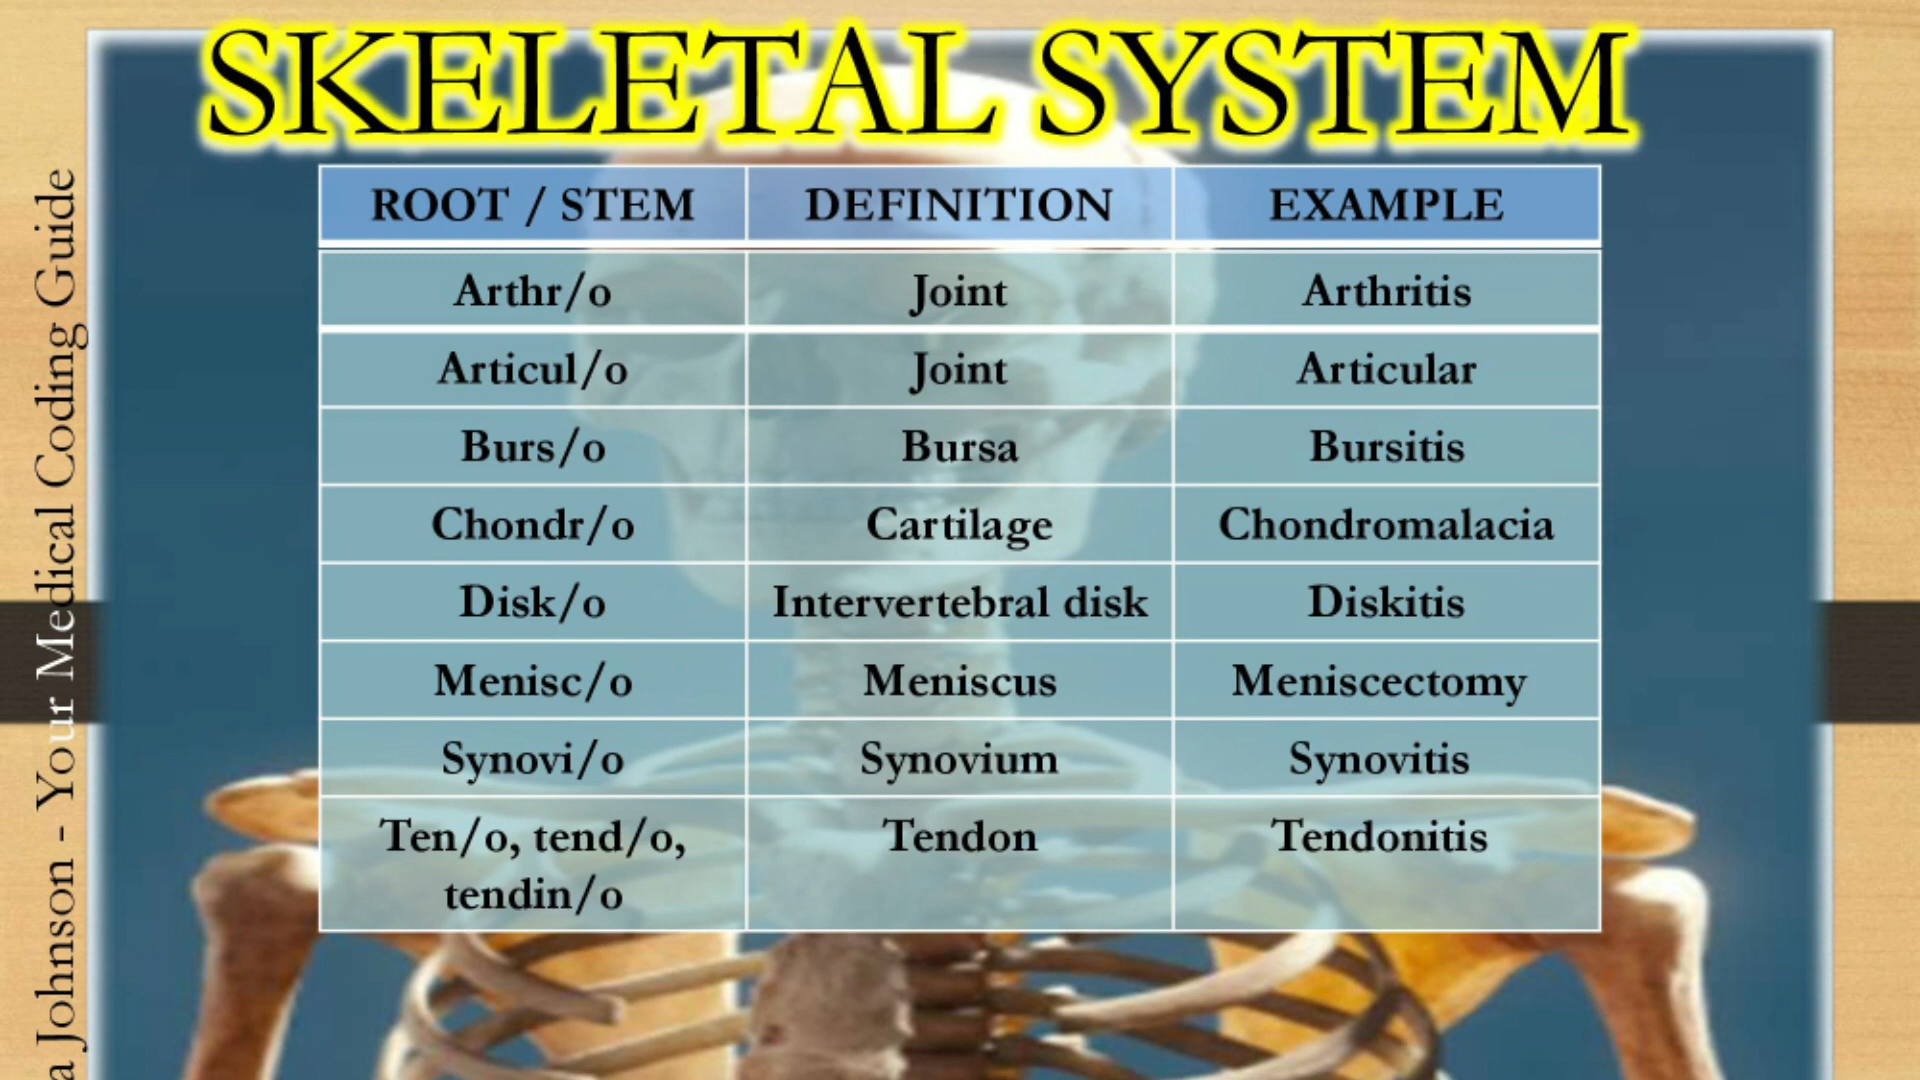 SKELETAL SYSTEM
ROOT / STEM DEFINITION EXAMPLE
Arthr/o Joint Arthritis
Articul/o Joint Articular
Burs/o Bursa Bursitis
Chondr/o Cartilage Chondromalacia
Disk/o Intervertebral disk Diskitis
Menisc/o Meniscus Meniscectomy
Synovi/o Synovium Synovitis
Ten/o, tend/o, Tendon Tendonitis
tendin/o
a Johnson - Your Medical Coding Guide